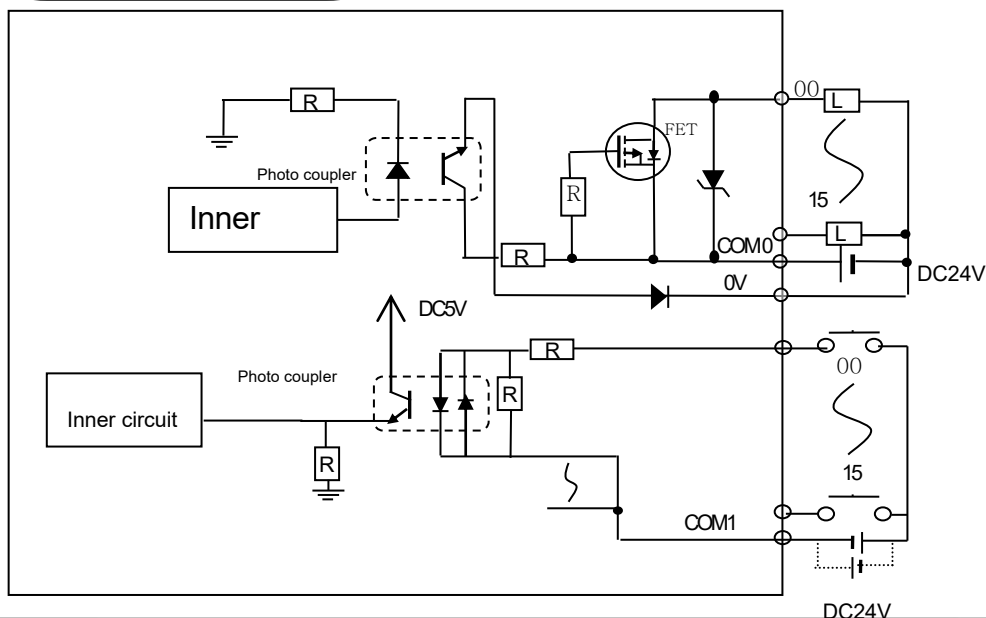 R
00
L
FET
Photo coupler
R
15
Inner
COM0
L
R
DC24V
0V
DC5V
R
00
Photo coupler
R
Inner circuit
15
R
COM1
DC24V